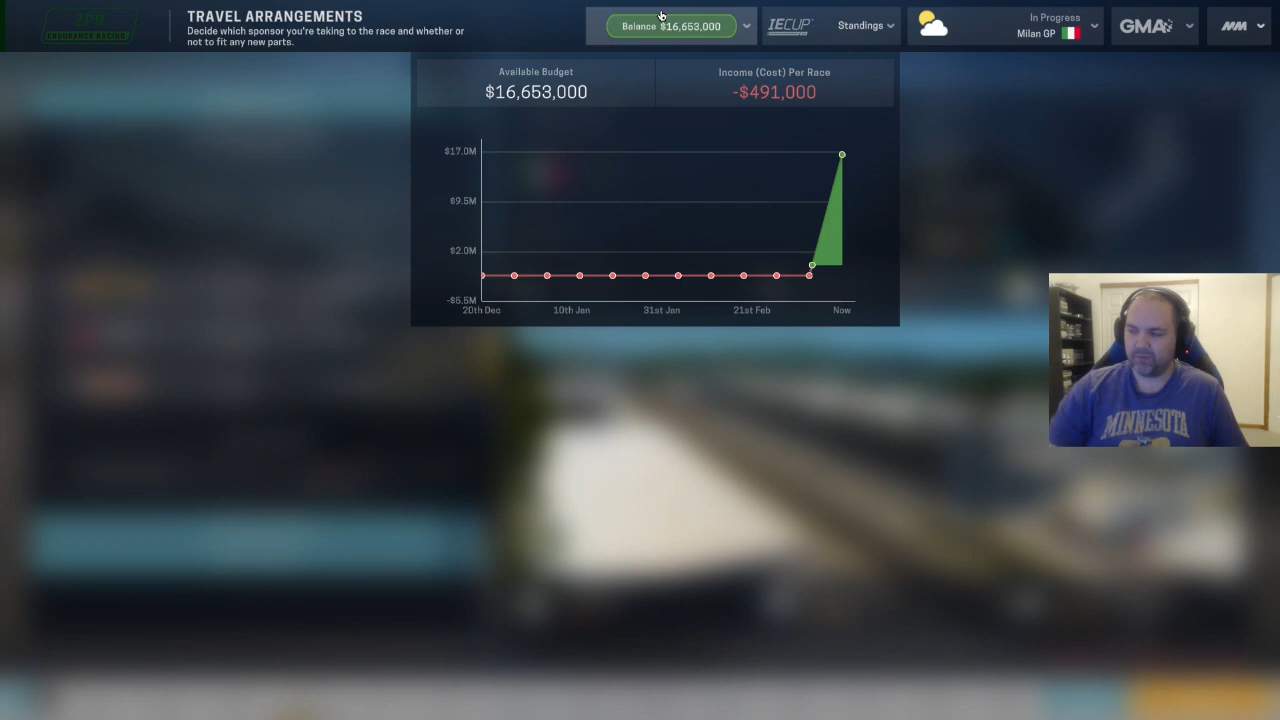 ZPR
ENDURANCE RACING
TRAVEL ARRANGEMENTS
Decide which sponsor you're taking to the race and whether or
not to fit any new parts.
Balance $16,653,000
IECUP
Standings
In Progress
Milan GP
GMA
Available Budget
$16,653,000
Income (Cost) Per Race
-$491,000
$17.0M
$9.5M
$2.0M
-$5.5M
20th Dec
10th Jan
31st Jan
21st Feb
Now
MINNESOTA